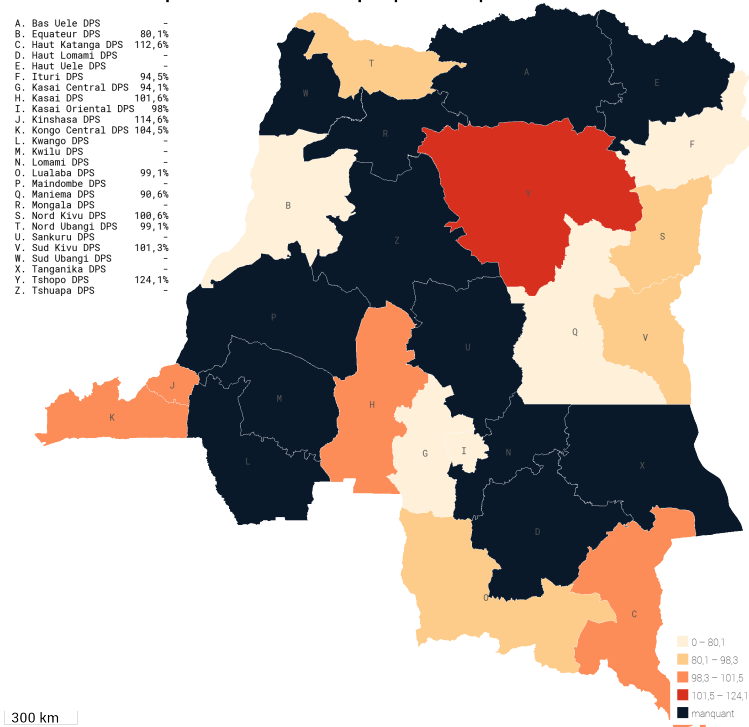 A. Bas Uele DPS -
B. Equateur DPS 80,1%
C. Haut Katanga DPS 112,6%
D. Haut Lomami DPS -
E. Haut Uele DPS -
F. Ituri DPS 94,5%
G. Kasai Central DPS 94,1%
H. Kasai DPS 101,6%
I. Kasai Oriental DPS 98%
J. Kinshasa DPS 114,6%
K. Kongo Central DPS 104,5%
L. Kwango DPS -
M. Kwilu DPS -
N. Lomami DPS -
O. Lualaba DPS 99,1%
P. Maindombe DPS -
Q. Maniema DPS 90,6%
R. Mongala DPS -
S. Nord Kivu DPS 100,6%
T. Nord Ubangi DPS 99,1%
U. Sankuru DPS -
V. Sud Kivu DPS 101,3%
W. Sud Ubangi DPS -
X. Tanganika DPS -
Y. Tshopo DPS 124,1%
Z. Tshuapa DPS -
T
A
E
W
R
F
Y
B
Z
S
P
Q
V
U
J
M
H
K
G
I
N
L
X
D
O
C
0 – 80,1
80,1 – 98,3
98,3 – 101,5
101,5 – 124,1
manquant
300 km